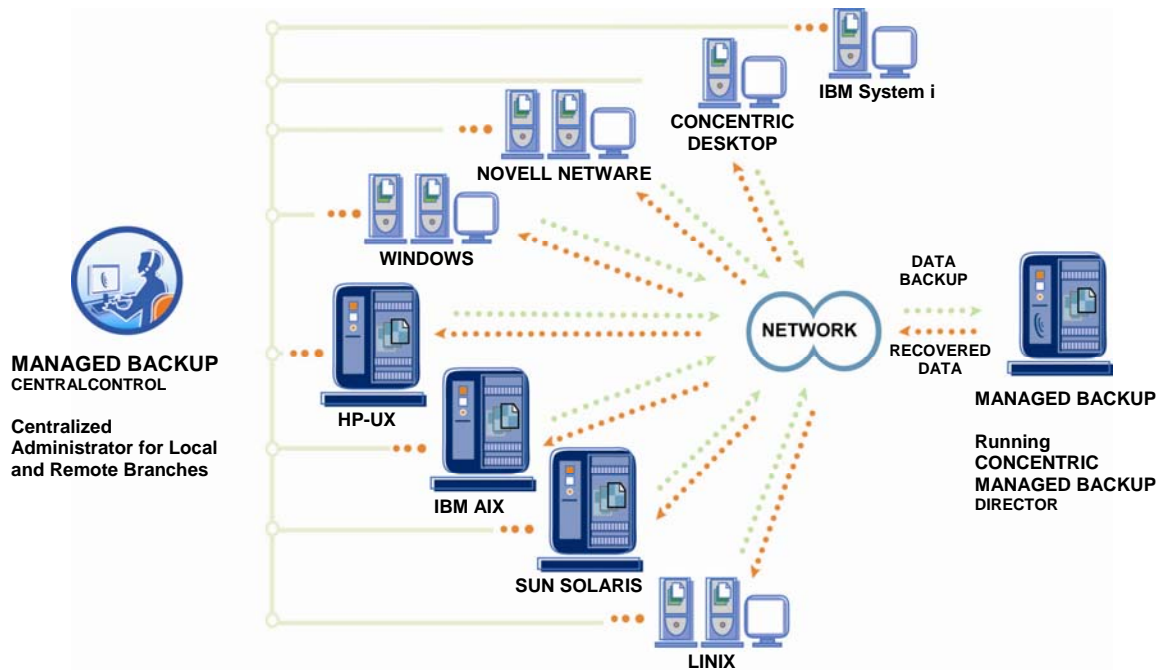 IBM System i
CONCENTRIC
DESKTOP
NOVELL NETWARE
WINDOWS
DATA
BACKUP
NETWORK
RECOVERED
DATA
MANAGED BACKUP
CENTRALCONTROL
Centralized
Administrator for Local
and Remote Branches
HP-UX
MANAGED BACKUP
Running
CONCENTRIC
MANAGED BACKUP
DIRECTOR
IBM AIX
SUN SOLARIS
LINIX